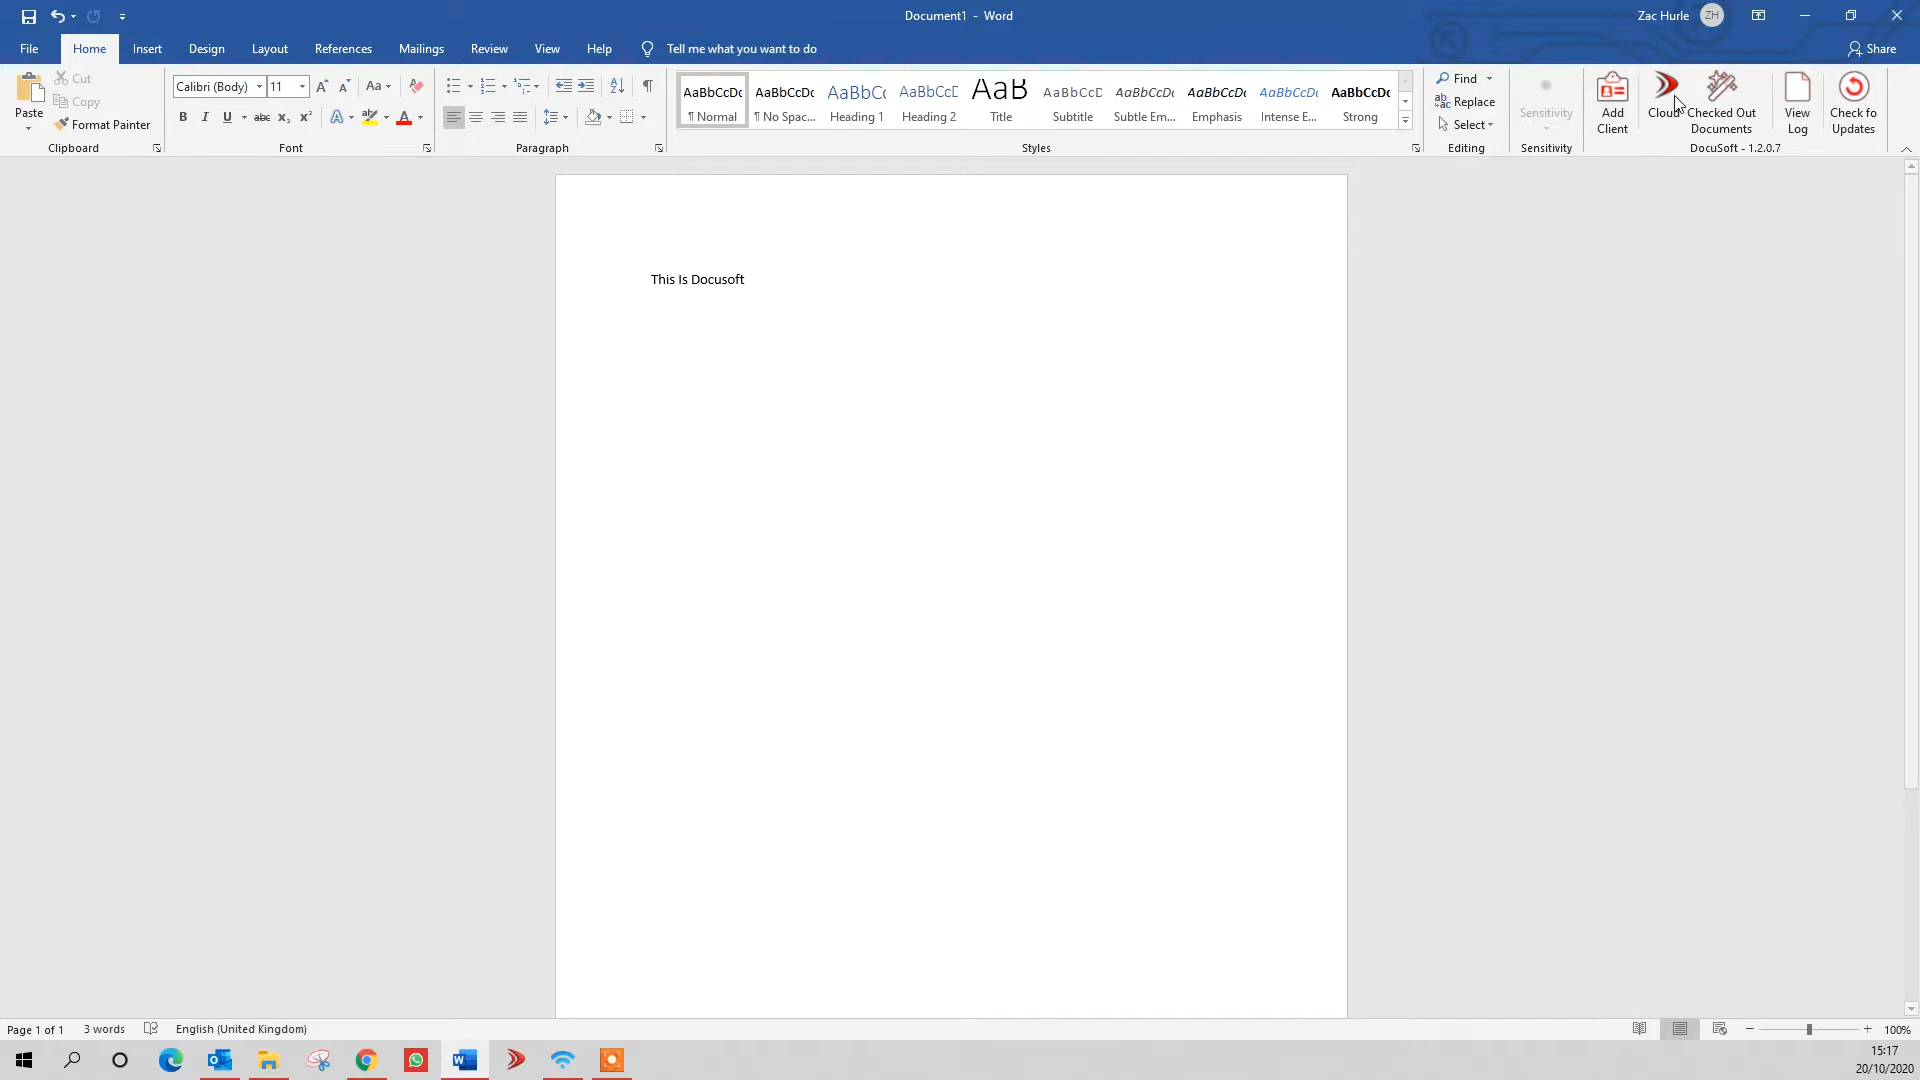 Document1 - Word
Zac Hurle ZH
File Home Insert Design Layout References Mailings Review View Help Tell me what you want to do Share
Paste
Cut
Copy
Format Painter
Clipboard
Calibri (Body) 11
Aa
B I U abc x₂ x²
A
Font
Paragraph
AaBbCcDc
¶ Normal
AaBbCcDc
¶ No Spac...
AaBbCc
Heading 1
AaBbCcD
Heading 2
AaB
Title
AaBbCcD
Subtitle
AaBbCcDc
Subtle Em...
AaBbCcDc
Emphasis
AaBbCcDc
Intense E...
AaBbCcDc
Strong
Styles
Find
Replace
Select
Editing
Sensitivity
Sensitivity
Add
Client
Cloud
Checked Out
Documents
View
Log
Check fo
Updates
DocuSoft - 1.2.0.7
This Is Docusoft
Page 1 of 1 3 words English (United Kingdom) 100%
15:17
20/10/2020